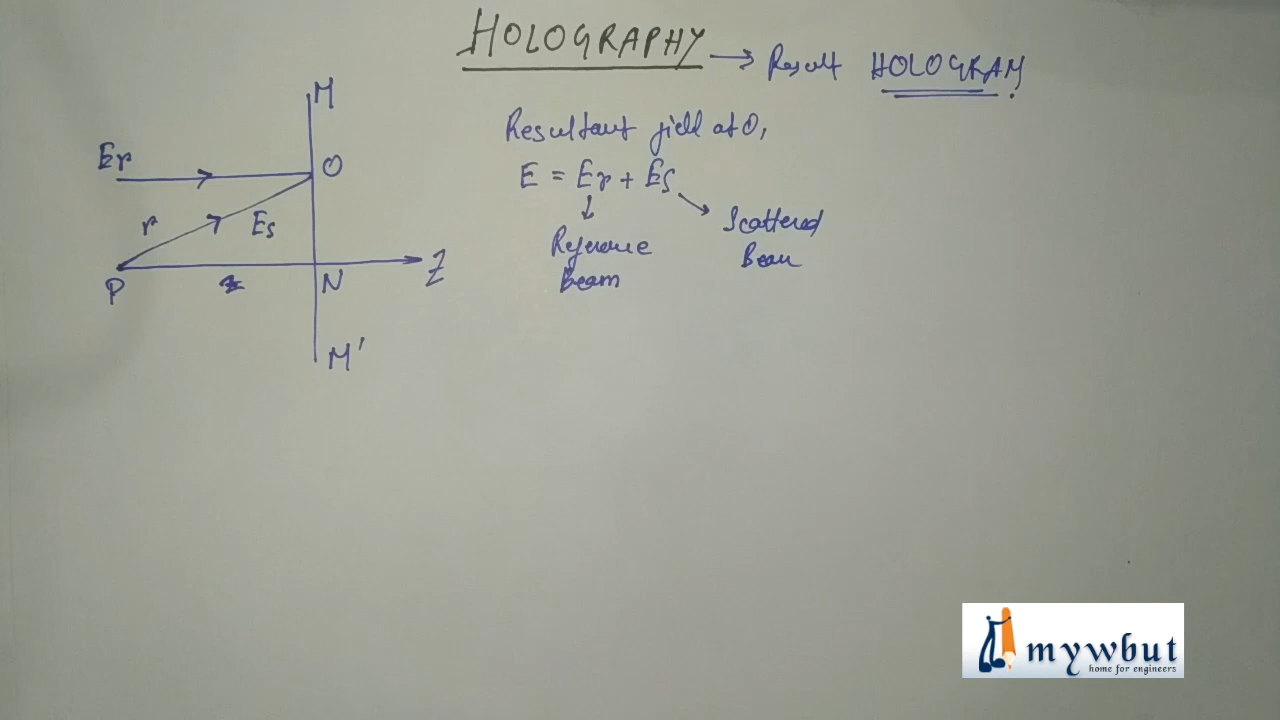 HOLOGRAPHY → Result HOLOGRAM.
M
Er
O
r
Es
P
z
N
Z
M'
Resultant field at O,
E = Er + Es
↓
Reference
Beam
Scattered
Beam
mywbut
home for engineers